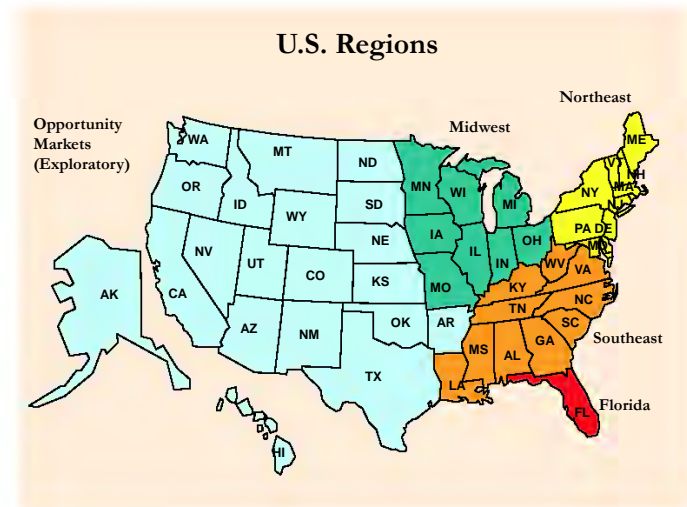 U.S. Regions
Northeast
Opportunity
Markets
(Exploratory)
Midwest
WA
MT
ND
ME
OR
ID
MN
WI
MI
VT
NH
NY
MA
WY
SD
NV
UT
NE
IA
IL
IN
OH
PA
DE
NJ
MD
CA
CO
KS
MO
KY
WV
VA
AK
AZ
NM
OK
AR
TN
NC
SC
Southeast
TX
MS
AL
GA
LA
FL
Florida
HI